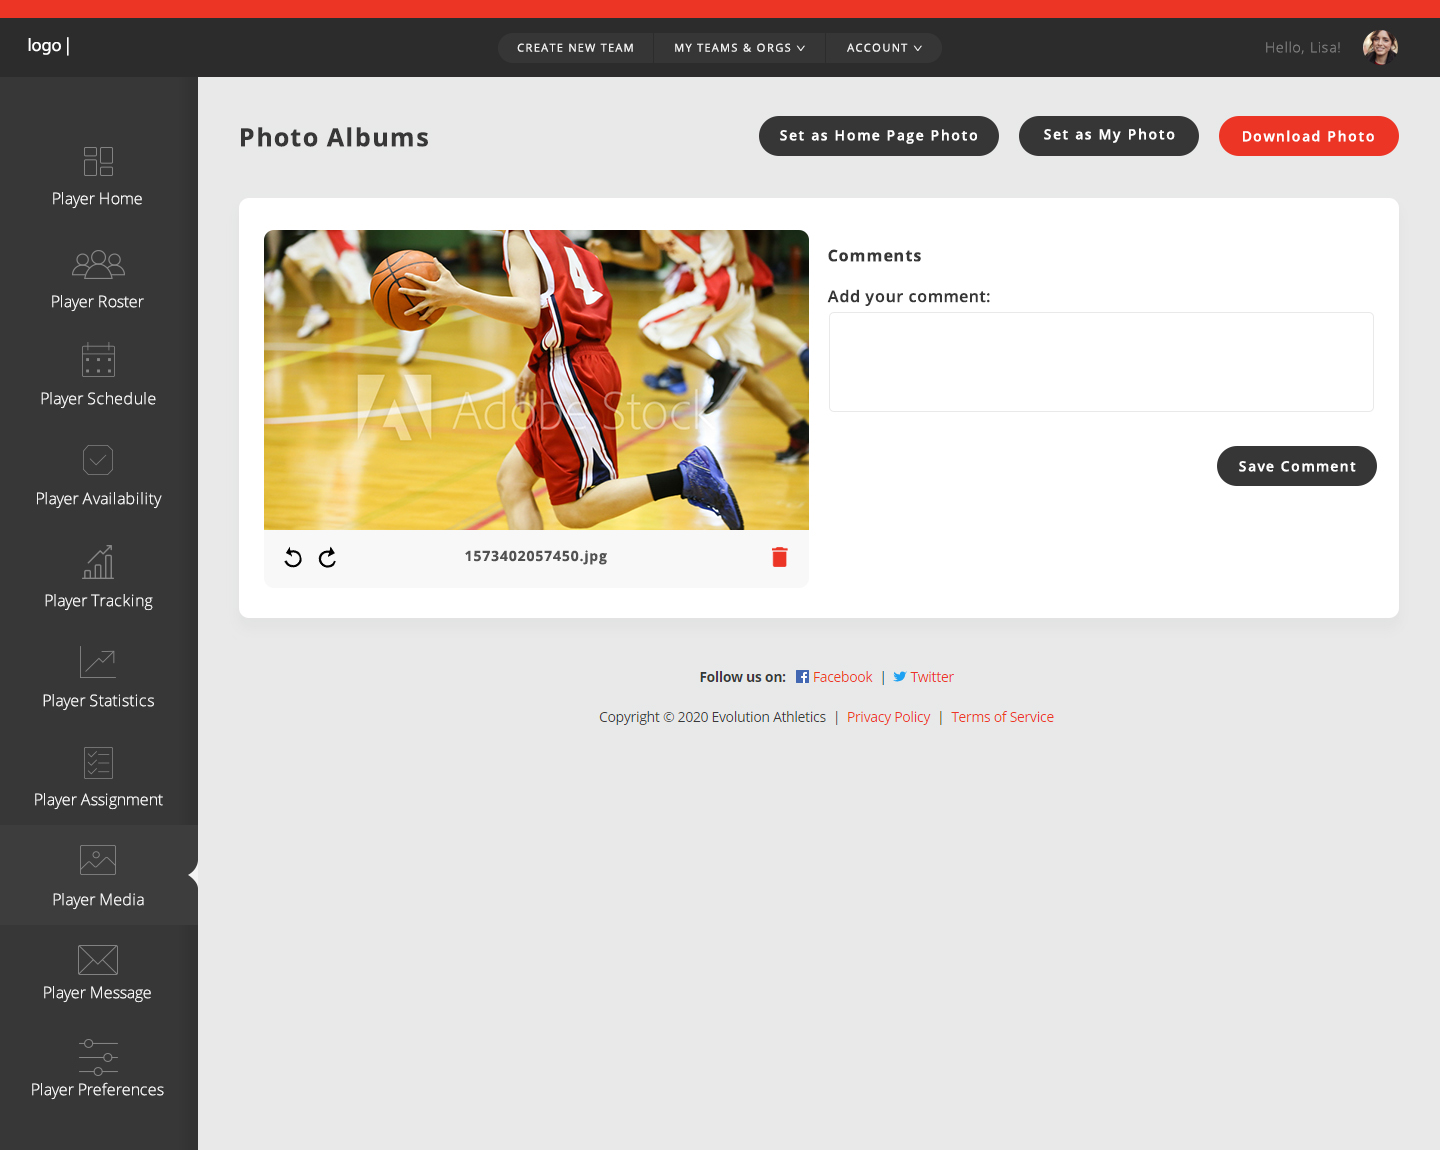 logo |
CREATE NEW TEAM
MY TEAMS & ORGS
ACCOUNT
Hello, Lisa!
Player Home
Player Roster
Player Schedule
Player Availability
Player Tracking
Player Statistics
Player Assignment
Player Media
Player Message
Player Preferences
Photo Albums
Set as Home Page Photo
Set as My Photo
Download Photo
4
Adobe Stock
1573402057450.jpg
Comments
Add your comment:
Save Comment
Follow us on: Facebook | Twitter
Copyright © 2020 Evolution Athletics | Privacy Policy | Terms of Service